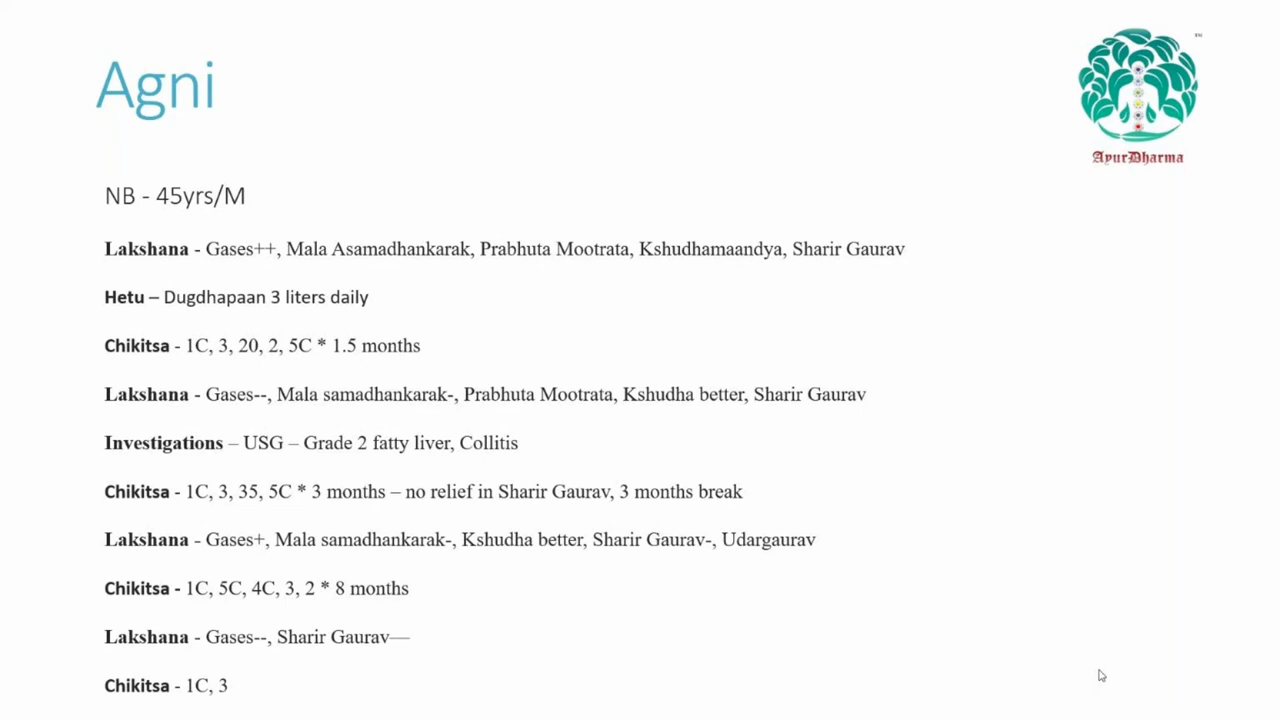 Agni
TM
AyurDharma
NB - 45yrs/M
Lakshana - Gases++, Mala Asamadhankarak, Prabhuta Mootrata, Kshudhamaandya, Sharir Gaurav
Hetu – Dugdhapaan 3 liters daily
Chikitsa - 1C, 3, 20, 2, 5C * 1.5 months
Lakshana - Gases--, Mala samadhankarak-, Prabhuta Mootrata, Kshudha better, Sharir Gaurav
Investigations – USG – Grade 2 fatty liver, Collitis
Chikitsa - 1C, 3, 35, 5C * 3 months – no relief in Sharir Gaurav, 3 months break
Lakshana - Gases+, Mala samadhankarak-, Kshudha better, Sharir Gaurav-, Udargaurav
Chikitsa - 1C, 5C, 4C, 3, 2 * 8 months
Lakshana - Gases--, Sharir Gaurav—
Chikitsa - 1C, 3